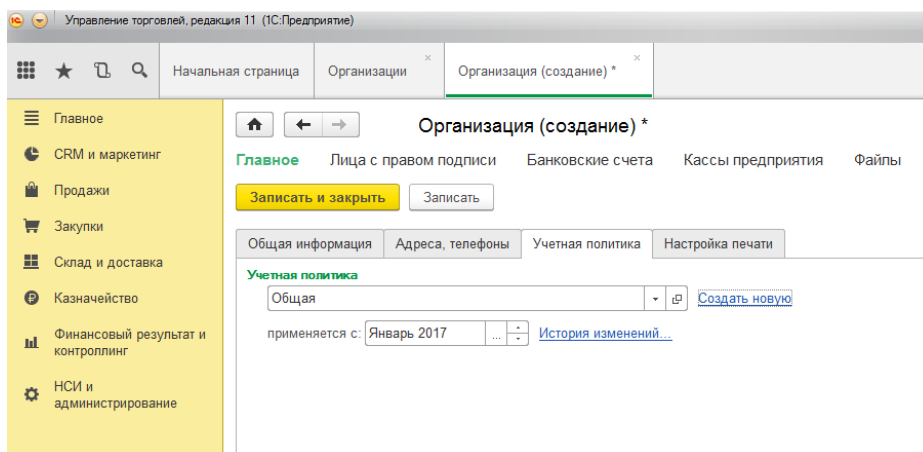 1С Управление торговлей, редакция 11 (1С:Предприятие)
Начальная страница Организации × Организация (создание) * ×
Главное
CRM и маркетинг
Продажи
Закупки
Склад и доставка
Казначейство
Финансовый результат и
контроллинг
НСИ и
администрирование
Организация (создание) *
Главное Лица с правом подписи Банковские счета Кассы предприятия Файлы
Записать и закрыть Записать
Общая информация Адреса, телефоны Учетная политика Настройка печати
Учетная политика
Общая Создать новую
применяется с: Январь 2017 ... История изменений...